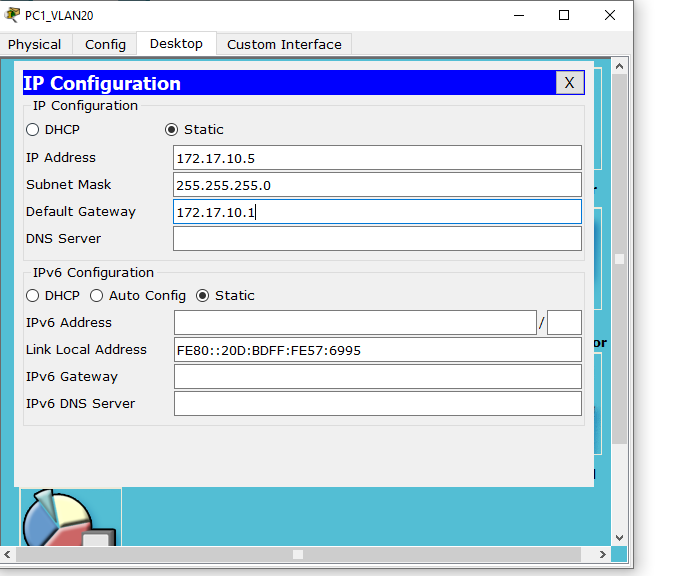 PC1_VLAN20
Physical Config Desktop Custom Interface
IP Configuration X
IP Configuration
DHCP Static
IP Address 172.17.10.5
Subnet Mask 255.255.255.0
Default Gateway 172.17.10.1
DNS Server
IPv6 Configuration
DHCP Auto Config Static
IPv6 Address /
Link Local Address FE80::20D:BDFF:FE57:6995
IPv6 Gateway
IPv6 DNS Server
or